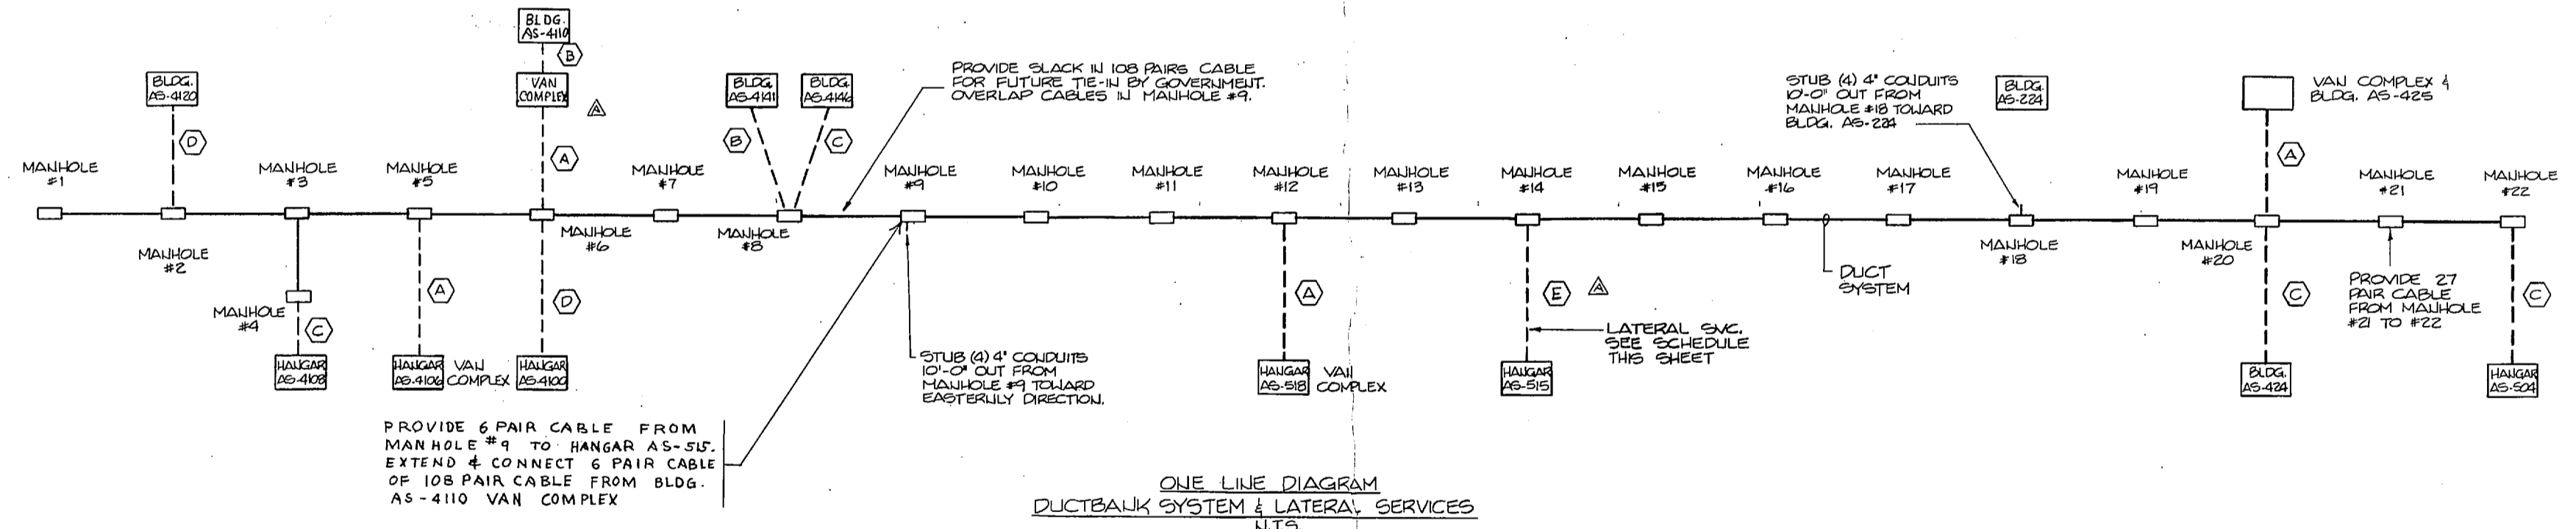 BLDG.
AS-4110
B
VAN
COMPLEX
A
BLDG.
AS-4120
D
A
BLDG.
AS-4141
B
BLDG.
AS-4146
C
PROVIDE SLACK IN 108 PAIRS CABLE
FOR FUTURE TIE-IN BY GOVERNMENT.
OVERLAP CABLES IN MANHOLE #9.
STUB (4) 4" CONDUITS
10'-0" OUT FROM
MANHOLE #18 TOWARD
BLDG. AS-224
BLDG.
AS-224
VAN COMPLEX &
BLDG. AS-425
A
MANHOLE
#1
MANHOLE
#2
MANHOLE
#3
MANHOLE
#4
MANHOLE
#5
MANHOLE
#6
MANHOLE
#7
MANHOLE
#8
MANHOLE
#9
MANHOLE
#10
MANHOLE
#11
MANHOLE
#12
MANHOLE
#13
MANHOLE
#14
MANHOLE
#15
MANHOLE
#16
MANHOLE
#17
MANHOLE
#18
MANHOLE
#19
MANHOLE
#20
MANHOLE
#21
MANHOLE
#22
C
HANGAR
AS-4108
A
HANGAR
AS-4106
VAN
COMPLEX
D
HANGAR
AS-4100
STUB (4) 4" CONDUITS
10'-0" OUT FROM
MANHOLE #9 TOWARD
EASTERNLY DIRECTION.
A
HANGAR
AS-518
VAN
COMPLEX
E
A
LATERAL SVC.
SEE SCHEDULE
THIS SHEET
HANGAR
AS-515
DUCT
SYSTEM
C
BLDG.
AS-424
PROVIDE 27
PAIR CABLE
FROM MANHOLE
#21 TO #22
C
HANGAR
AS-504
PROVIDE 6 PAIR CABLE FROM
MANHOLE #9 TO HANGAR AS-515.
EXTEND & CONNECT 6 PAIR CABLE
OF 108 PAIR CABLE FROM BLDG.
AS-4110 VAN COMPLEX
ONE LINE DIAGRAM
DUCTBANK SYSTEM & LATERAL SERVICES
N.T.S.